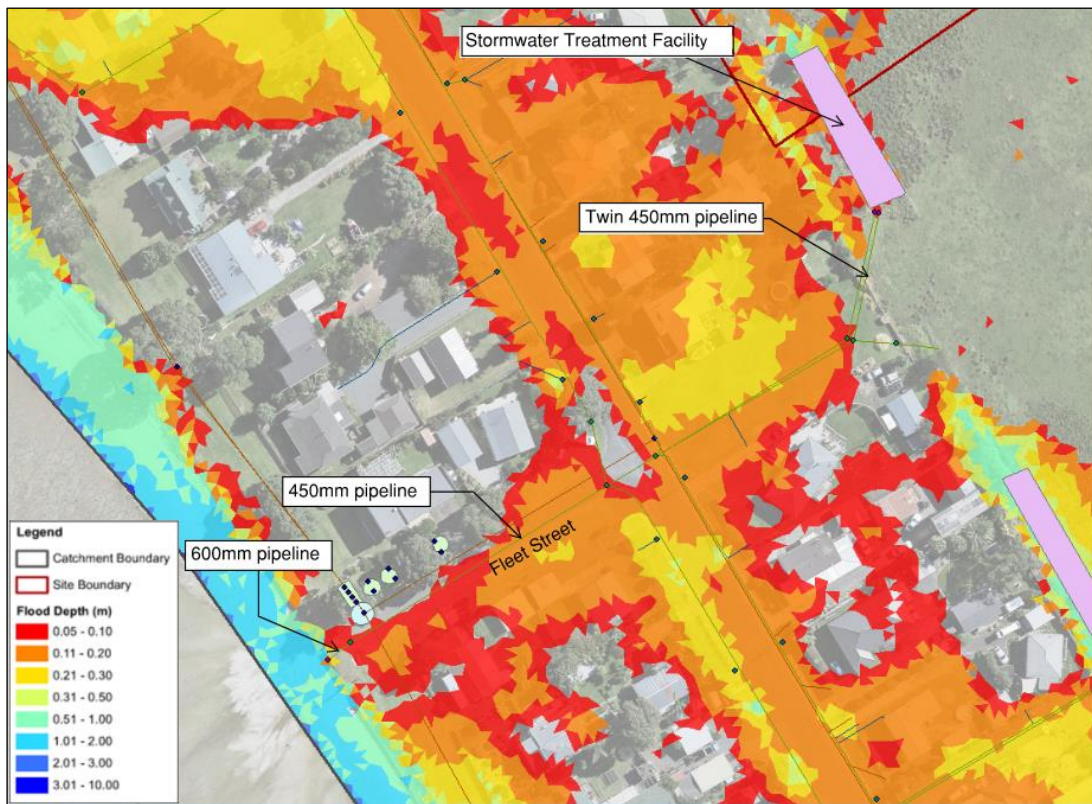 Stormwater Treatment Facility
Twin 450mm pipeline
450mm pipeline
Fleet Street
600mm pipeline
Legend
Catchment Boundary
Site Boundary
Flood Depth (m)
0.05 - 0.10
0.11 - 0.20
0.21 - 0.30
0.31 - 0.50
0.51 - 1.00
1.01 - 2.00
2.01 - 3.00
3.01 - 10.00